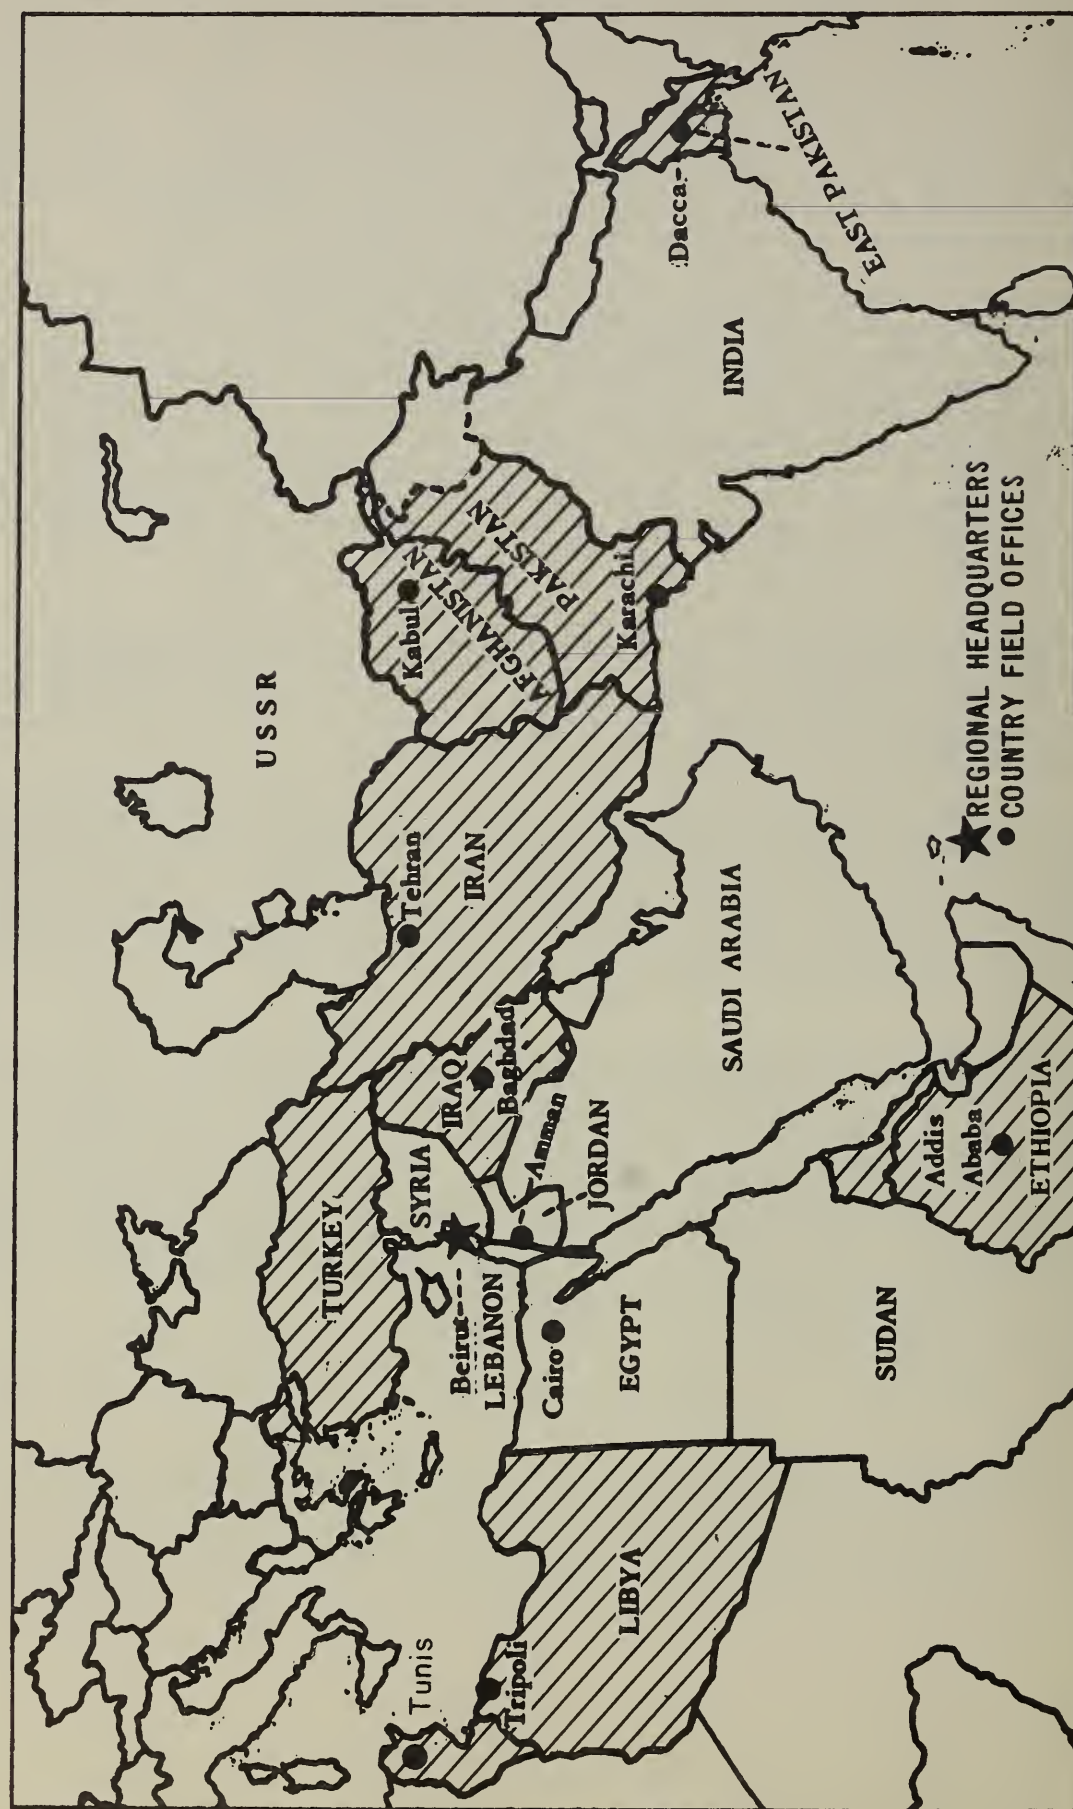 USSR
TURKEY
SYRIA
IRAQ
Baghdad
IRAN
Tehran
AFGHANISTAN
Kabul
PAKISTAN
Karachi
INDIA
Dacca
EAST PAKISTAN
Tunis
Tripoli
LIBYA
Beirut
LEBANON
Cairo
EGYPT
Amman
JORDAN
SAUDI ARABIA
SUDAN
Addis
Ababa
ETHIOPIA
REGIONAL HEADQUARTERS
COUNTRY FIELD OFFICES